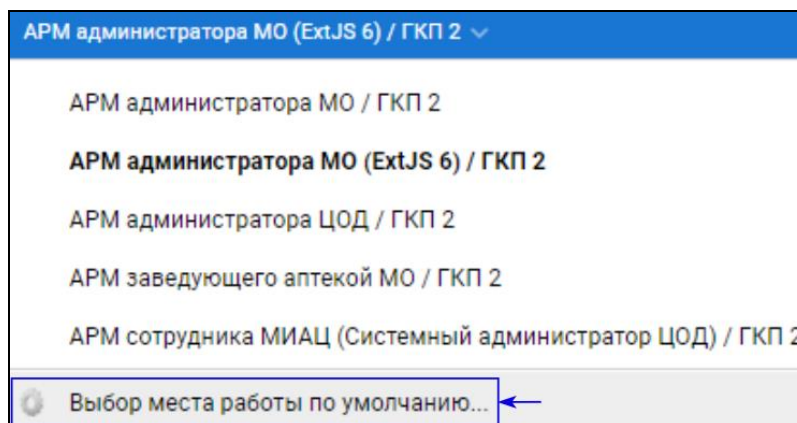 АРМ администратора МО (ExtJS 6) / ГКП 2
АРМ администратора МО / ГКП 2
АРМ администратора МО (ExtJS 6) / ГКП 2
АРМ администратора ЦОД / ГКП 2
АРМ заведующего аптекой МО / ГКП 2
АРМ сотрудника МИАЦ (Системный администратор ЦОД) / ГКП 2
Выбор места работы по умолчанию...